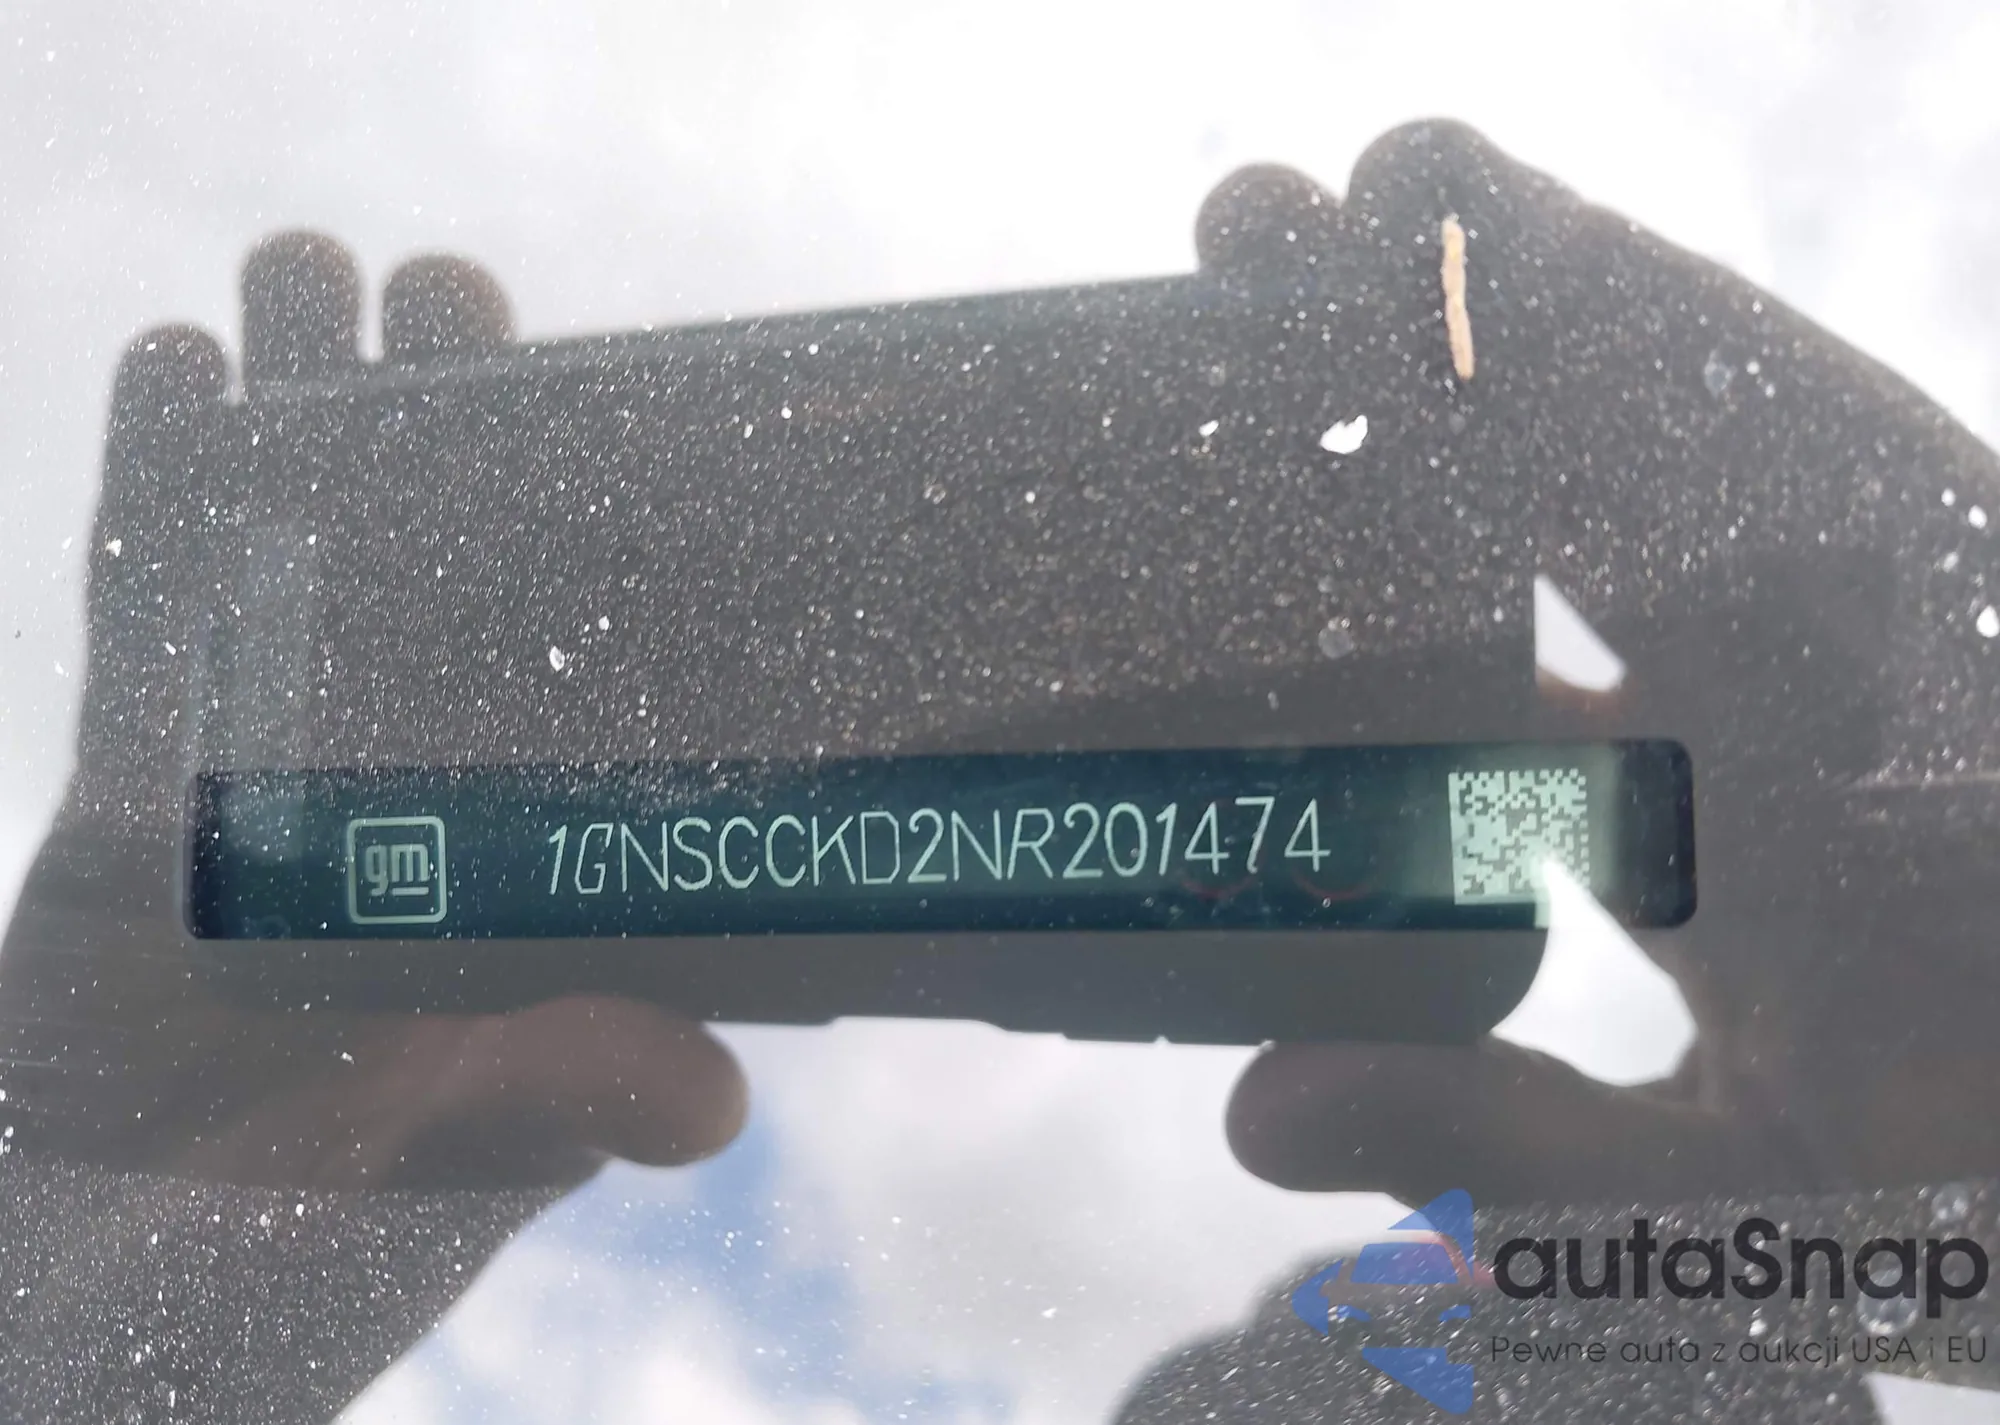 gm 1GNSCCKD2NR201474
autaSnap
Pewne auta z aukcji USA i EU